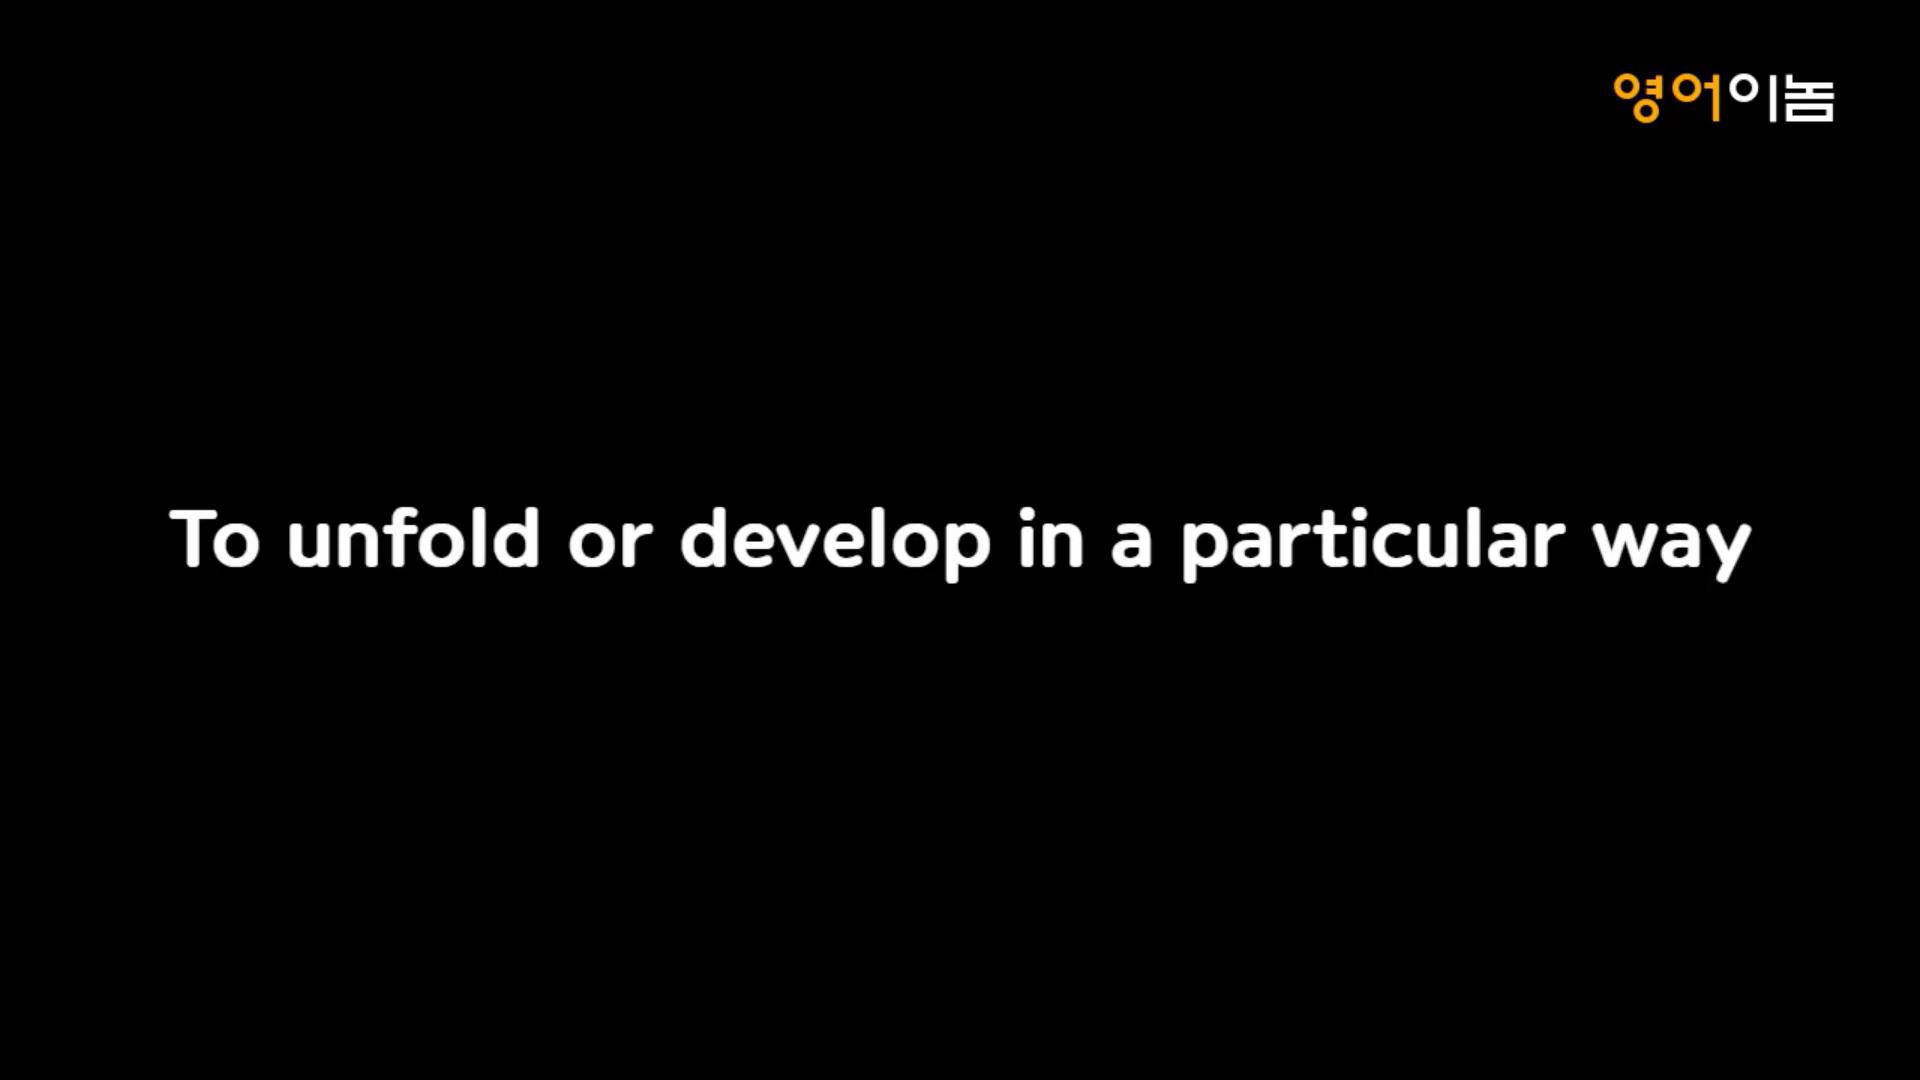 영어이놈
To unfold or develop in a particular way